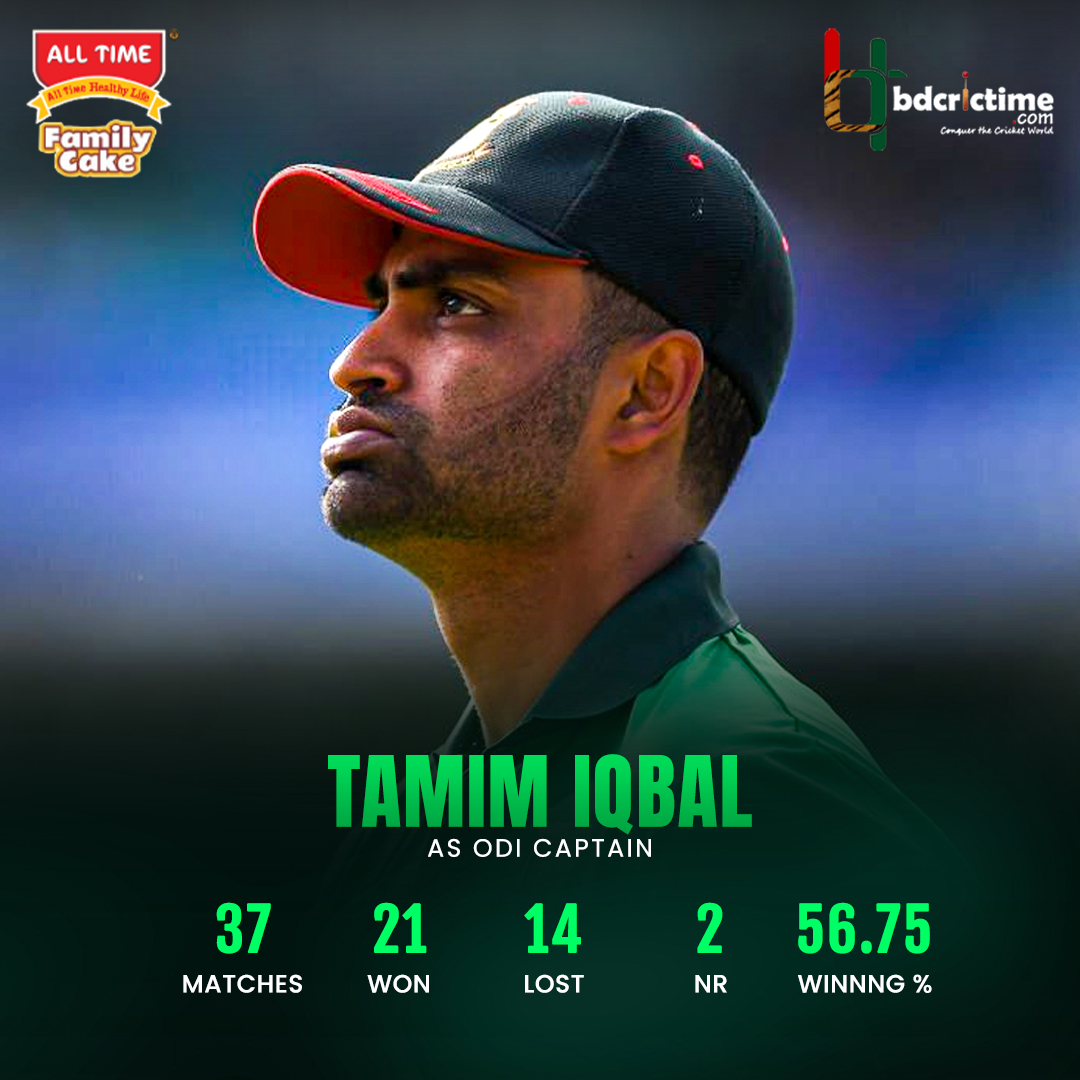 ALL TIME
All Time Healthy Life
Family
Cake
bdcrictime
.com
Conquer the Cricket World
TAMIM IQBAL
AS ODI CAPTAIN
37 21 14 2 56.75
MATCHES WON LOST NR WINNNG %